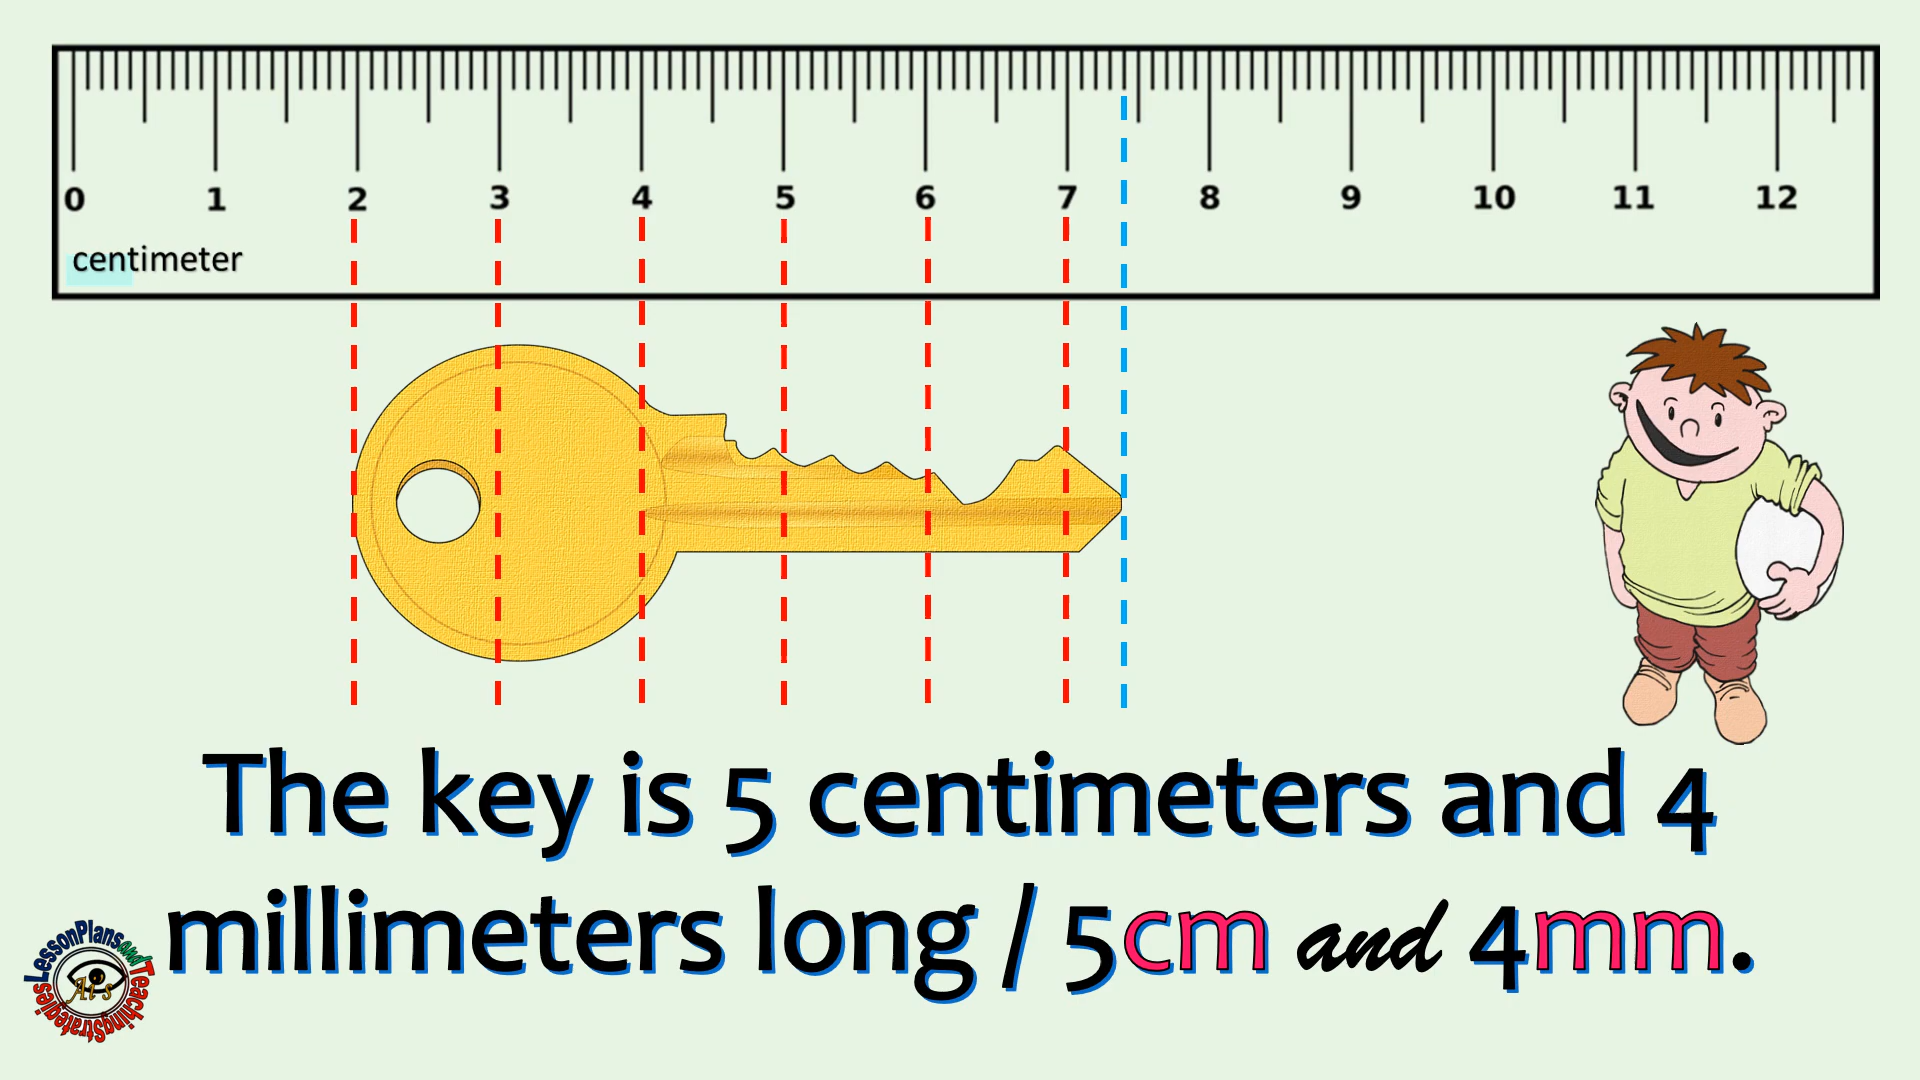 0 1 2 3 4 5 6 7 8 9 10 11 12
centimeter
The key is 5 centimeters and 4
millimeters long / 5cm and 4mm.
LessonPlansandTeachingStrategies
Ai's